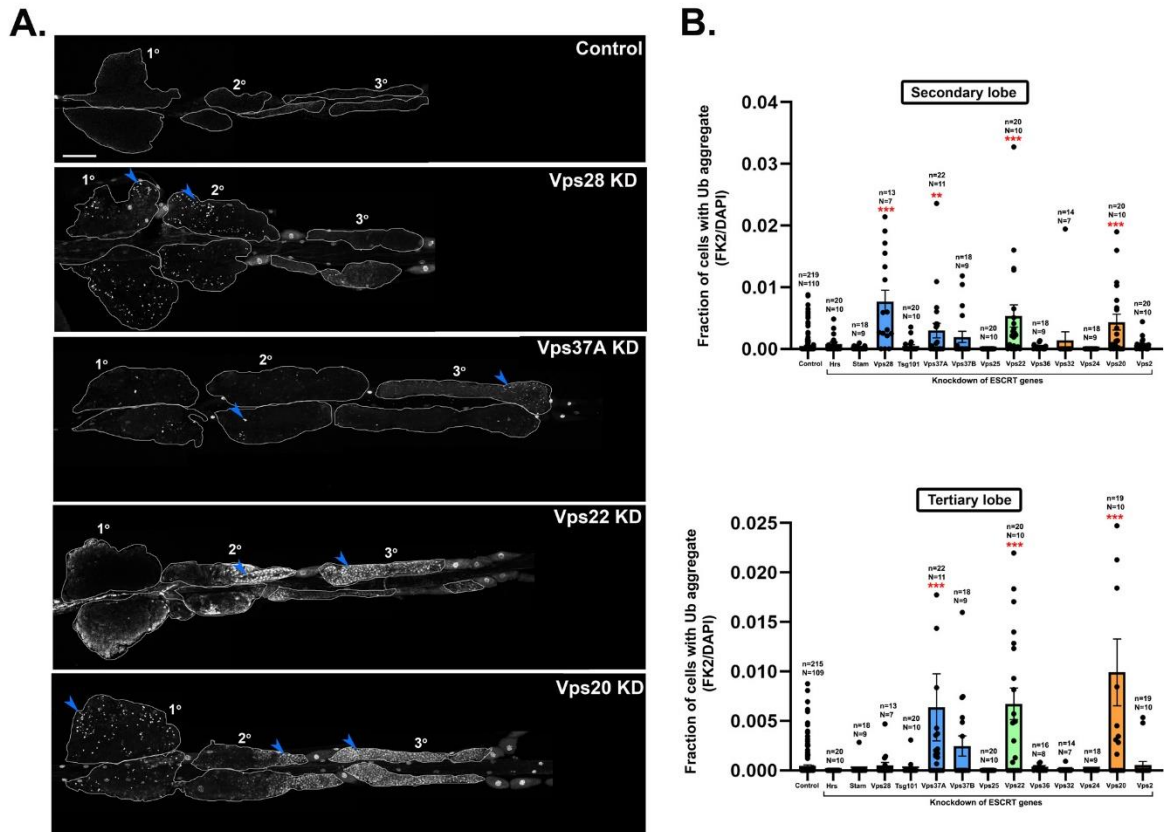 A.
Control
1° 2° 3°
Vps28 KD
1° 2° 3°
Vps37A KD
1° 2° 3°
Vps22 KD
1° 2° 3°
Vps20 KD
1° 2° 3°
B.
Secondary lobe
Fraction of cells with Ub aggregate
(FK2/DAPI)
0.04
0.03
0.02
0.01
0.00
n=219
N=110
n=20
N=10
n=18
N=9
n=13
N=7
***
n=20
N=10
n=22
N=11
**
n=18
N=9
n=20
N=10
n=20
N=10
***
n=18
N=9
n=14
N=7
n=18
N=9
n=20
N=10
***
n=20
N=10
Control Hrs Stam Vps28 Tsg101 Vps37A Vps37B Vps25 Vps22 Vps36 Vps32 Vps24 Vps20 Vps2
Knockdown of ESCRT genes
Tertiary lobe
Fraction of cells with Ub aggregate
(FK2/DAPI)
0.025
0.020
0.015
0.010
0.005
0.000
n=215
N=109
n=20
N=10
n=18
N=9
n=13
N=7
n=20
N=10
n=22
N=11
***
n=18
N=9
n=20
N=10
n=20
N=10
***
n=16
N=8
n=14
N=7
n=18
N=9
n=19
N=10
***
n=19
N=10
Control Hrs Stam Vps28 Tsg101 Vps37A Vps37B Vps25 Vps22 Vps36 Vps32 Vps24 Vps20 Vps2
Knockdown of ESCRT genes